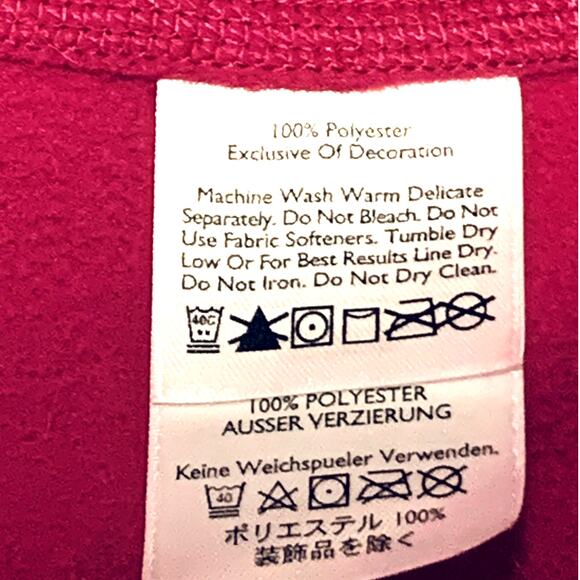 100% Polyester
Exclusive Of Decoration
Machine Wash Warm Delicate
Separately. Do Not Bleach. Do Not
Use Fabric Softeners. Tumble Dry
Low Or For Best Results Line Dry.
Do Not Iron. Do Not Dry Clean.
40C
100% POLYESTER
AUSSER VERZIERUNG
Keine Weichspueler Verwenden.
40
ポリエステル 100%
装飾品を除く